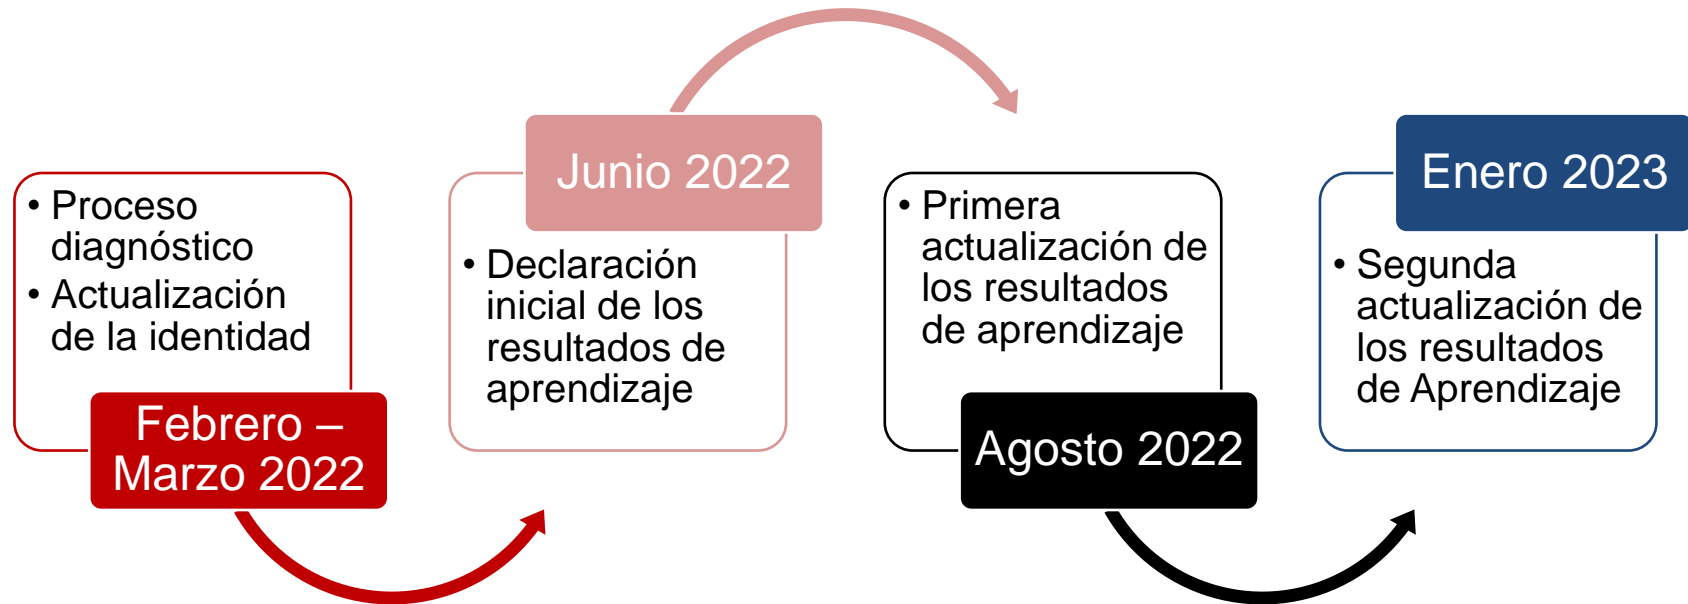 • Proceso
diagnóstico
• Actualización
de la identidad
Febrero –
Marzo 2022
Junio 2022
• Declaración
inicial de los
resultados de
aprendizaje
• Primera
actualización de
los resultados
de aprendizaje
Agosto 2022
Enero 2023
• Segunda
actualización de
los resultados
de Aprendizaje